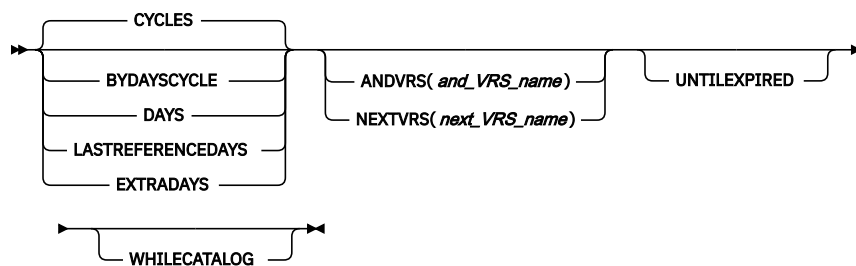 CYCLES
BYDAYSCYCLE
DAYS
LASTREFERENCEDAYS
EXTRADAYS
ANDVRS( and_VRS_name )
NEXTVRS( next_VRS_name )
UNTILEXPIRED
WHILECATALOG